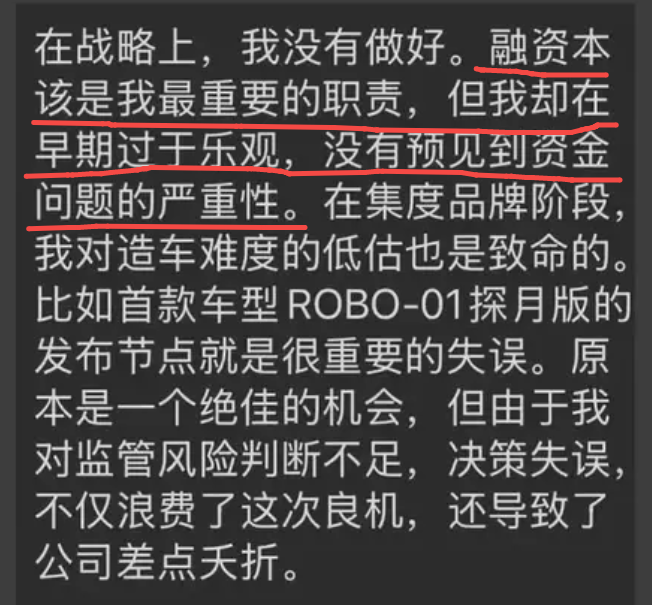 在战略上，我没有做好。融资本
该是我最重要的职责，但我却在
早期过于乐观，没有预见到资金
问题的严重性。在集度品牌阶段，
我对造车难度的低估也是致命的。
比如首款车型ROBO-01探月版的
发布节点就是很重要的失误。原
本是一个绝佳的机会，但由于我
对监管风险判断不足，决策失误，
不仅浪费了这次良机，还导致了
公司差点夭折。